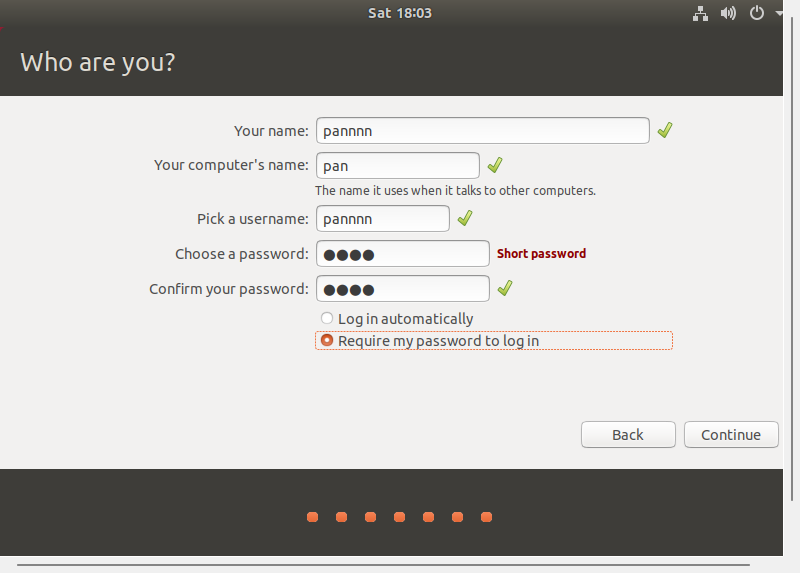 Sat 18:03
Who are you?
Your name: pannnn
Your computer's name: pan
The name it uses when it talks to other computers.
Pick a username: pannnn
Choose a password: ●●●● Short password
Confirm your password: ●●●●
Log in automatically
Require my password to log in
Back Continue